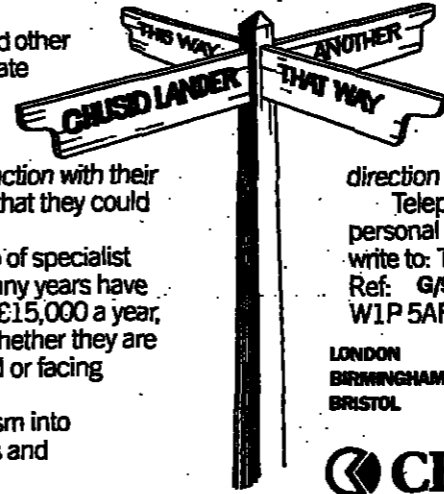 d other
ate
THIS WAY
ANOTHER
CHUSID LANDER
THAT WAY
ction with their
that they could
of specialist
ny years have
£15,000 a year,
hether they are
d or facing
sm into
s and
direction
Telep
personal
write to: T
Ref: G/
W1P 5AF
LONDON
BIRMINGHAM
BRISTOL
C